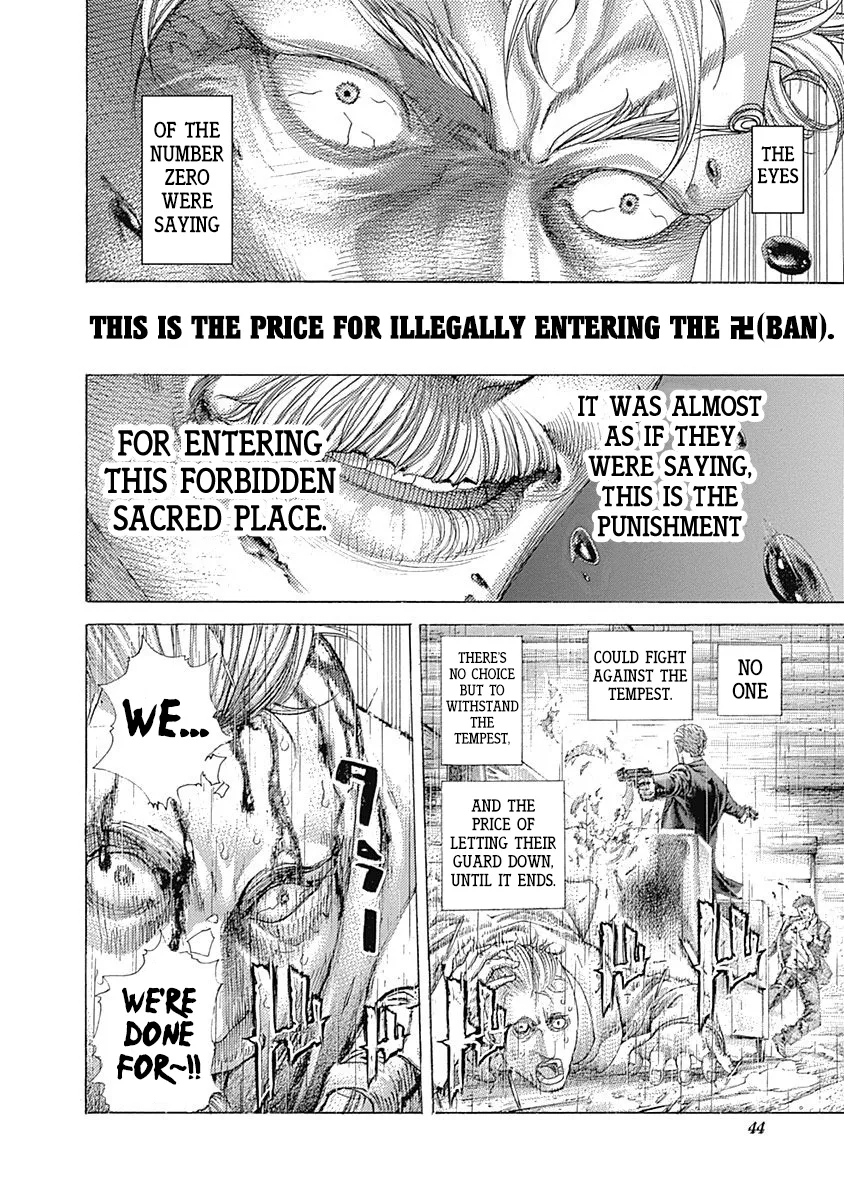 THE
EYES
OF THE
NUMBER
ZERO
WERE
SAYING
THIS IS THE PRICE FOR ILLEGALLY ENTERING THE 卍(BAN).
IT WAS ALMOST
AS IF THEY
WERE SAYING,
THIS IS THE
PUNISHMENT
FOR ENTERING
THIS FORBIDDEN
SACRED PLACE.
NO
ONE
COULD FIGHT
AGAINST THE
TEMPEST.
THERE'S
NO CHOICE
BUT TO
WITHSTAND
THE
TEMPEST,
AND THE
PRICE OF
LETTING THEIR
GUARD DOWN,
UNTIL IT ENDS.
WE...
WE'RE
DONE
FOR~!!
44